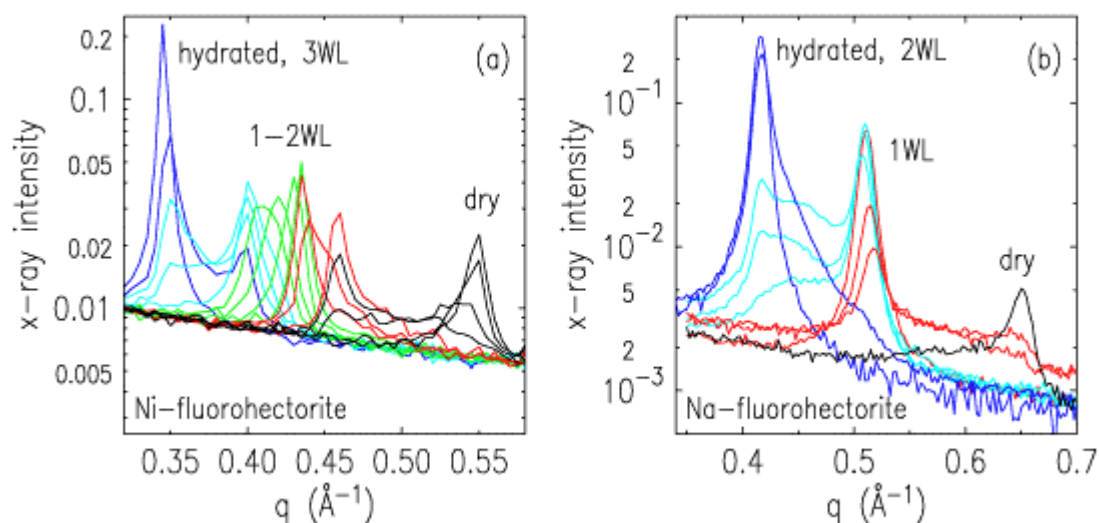 hydrated, 3WL
(a)
1−2WL
dry
Ni−fluorohectorite
x−ray intensity
0.2
0.1
0.05
0.02
0.01
0.005
0.35 0.40 0.45 0.50 0.55
q (Å⁻¹)
hydrated, 2WL
(b)
1WL
dry
Na−fluorohectorite
x−ray intensity
2
10⁻¹
5
2
10⁻²
5
2
10⁻³
0.4 0.5 0.6 0.7
q (Å⁻¹)